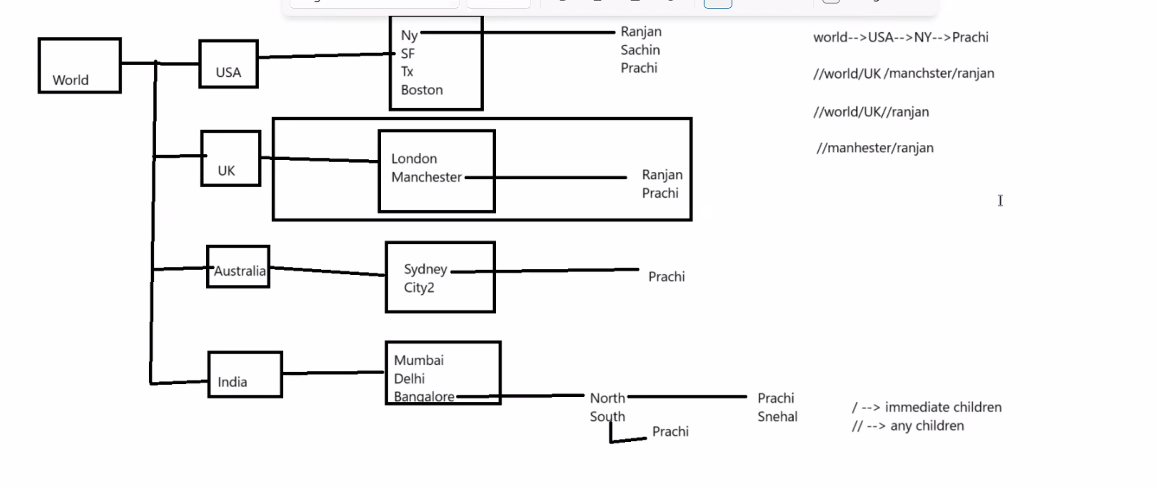 World
USA
Ny
SF
Tx
Boston
Ranjan
Sachin
Prachi
UK
London
Manchester
Ranjan
Prachi
Australia
Sydney
City2
Prachi
India
Mumbai
Delhi
Bangalore
North
South
Prachi
Snehal
Prachi
world-->USA-->NY-->Prachi
//world/UK /manchster/ranjan
//world/UK//ranjan
//manhester/ranjan
/ --> immediate children
// --> any children